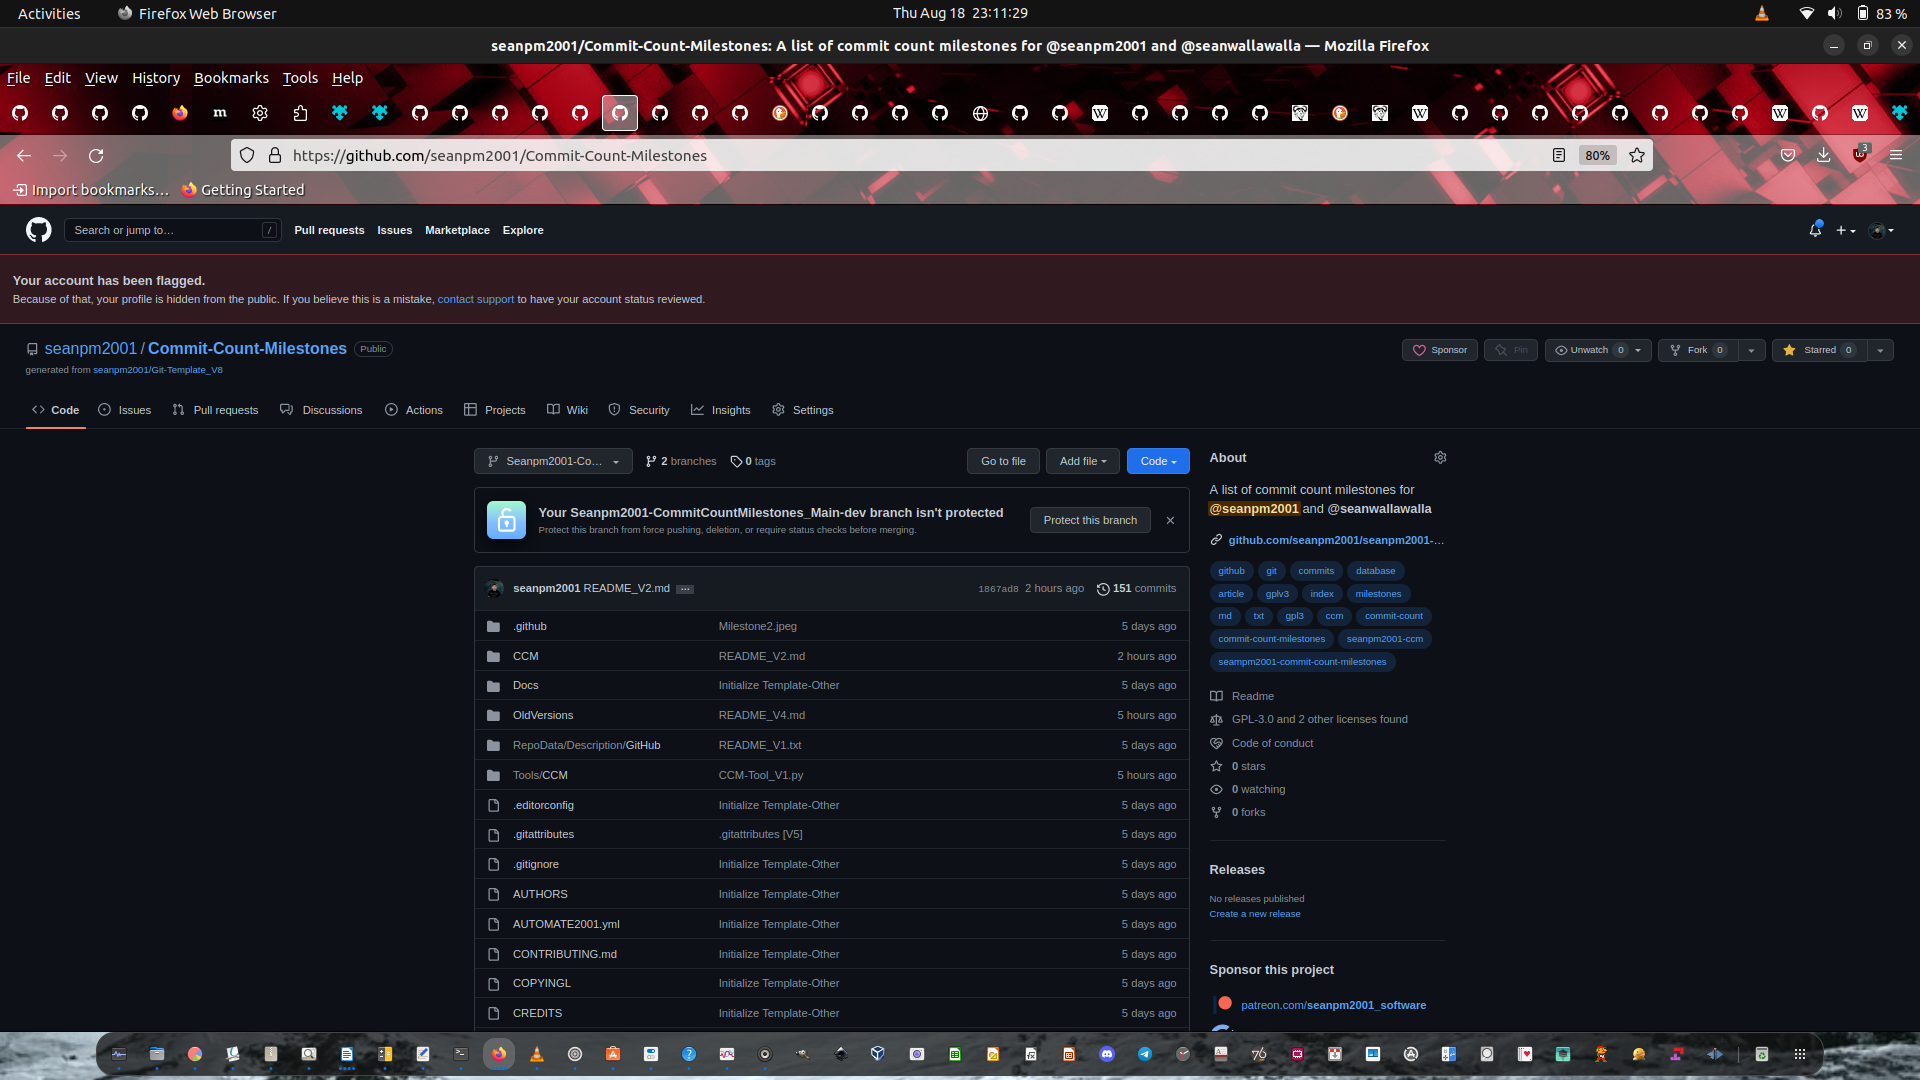 Activities Firefox Web Browser Thu Aug 18 23:11:29 83 %
seanpm2001/Commit-Count-Milestones: A list of commit count milestones for @seanpm2001 and @seanwallawalla — Mozilla Firefox
File Edit View History Bookmarks Tools Help
https://github.com/seanpm2001/Commit-Count-Milestones 80% 3
Import bookmarks… Getting Started
Search or jump to… / Pull requests Issues Marketplace Explore
Your account has been flagged.
Because of that, your profile is hidden from the public. If you believe this is a mistake, contact support to have your account status reviewed.
seanpm2001 / Commit-Count-Milestones Public Sponsor Pin Unwatch 0 Fork 0 Starred 0
generated from seanpm2001/Git-Template_V8
Code Issues Pull requests Discussions Actions Projects Wiki Security Insights Settings
Seanpm2001-Co… 2 branches 0 tags Go to file Add file Code
Your Seanpm2001-CommitCountMilestones_Main-dev branch isn't protected
Protect this branch from force pushing, deletion, or require status checks before merging.
Protect this branch
seanpm2001 README_V2.md … 1867ad8 2 hours ago 151 commits
.github Milestone2.jpeg 5 days ago
CCM README_V2.md 2 hours ago
Docs Initialize Template-Other 5 days ago
OldVersions README_V4.md 5 hours ago
RepoData/Description/GitHub README_V1.txt 5 days ago
Tools/CCM CCM-Tool_V1.py 5 hours ago
.editorconfig Initialize Template-Other 5 days ago
.gitattributes .gitattributes [V5] 5 days ago
.gitignore Initialize Template-Other 5 days ago
AUTHORS Initialize Template-Other 5 days ago
AUTOMATE2001.yml Initialize Template-Other 5 days ago
CONTRIBUTING.md Initialize Template-Other 5 days ago
COPYINGL Initialize Template-Other 5 days ago
CREDITS Initialize Template-Other 5 days ago
About
A list of commit count milestones for
@seanpm2001 and @seanwallawalla
github.com/seanpm2001/seanpm2001-…
github git commits database
article gplv3 index milestones
md txt gpl3 ccm commit-count
commit-count-milestones seanpm2001-ccm
seampm2001-commit-count-milestones
Readme
GPL-3.0 and 2 other licenses found
Code of conduct
0 stars
0 watching
0 forks
Releases
No releases published
Create a new release
Sponsor this project
patreon.com/seanpm2001_software